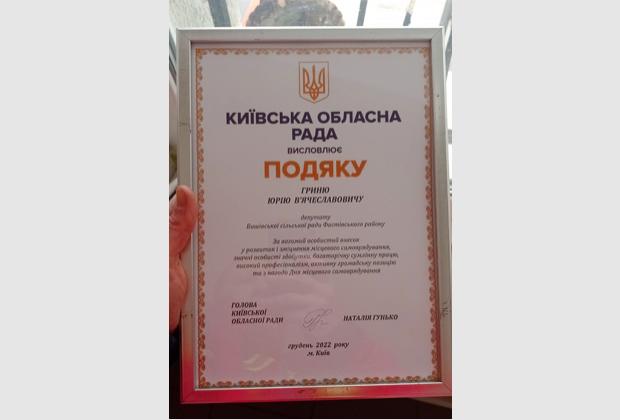 КИЇВСЬКА ОБЛАСНА
РАДА
ВИСЛОВЛЮЄ
ПОДЯКУ
ГРИНЮ
ЮРІЮ В'ЯЧЕСЛАВОВИЧУ
депутату
Бишівської сільської ради Фастівського району
За вагомий особистий внесок
у розвиток і зміцнення місцевого самоврядування,
значні особисті здобутки, багаторічну сумлінну працю,
високий професіоналізм, активну громадську позицію
та з нагоди Дня місцевого самоврядування
ГОЛОВА
КИЇВСЬКОЇ
ОБЛАСНОЇ РАДИ
НАТАЛІЯ ГУНЬКО
грудень 2022 року
м. Київ